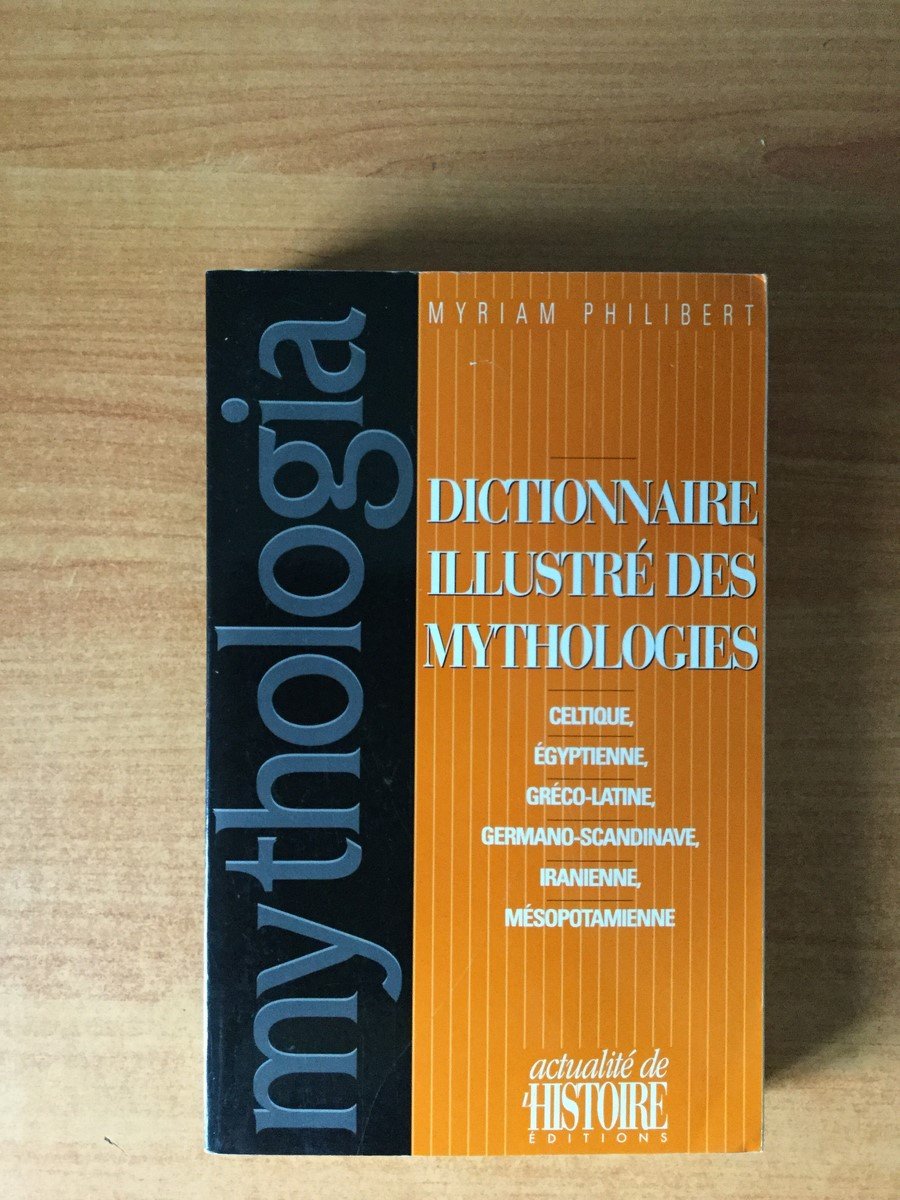 mythologia
MYRIAM PHILIBERT
DICTIONNAIRE
ILLUSTRÉ DES
MYTHOLOGIES
CELTIQUE,
ÉGYPTIENNE,
GRÉCO-LATINE,
GERMANO-SCANDINAVE,
IRANIENNE,
MÉSOPOTAMIENNE
actualité de
L'HISTOIRE
ÉDITIONS